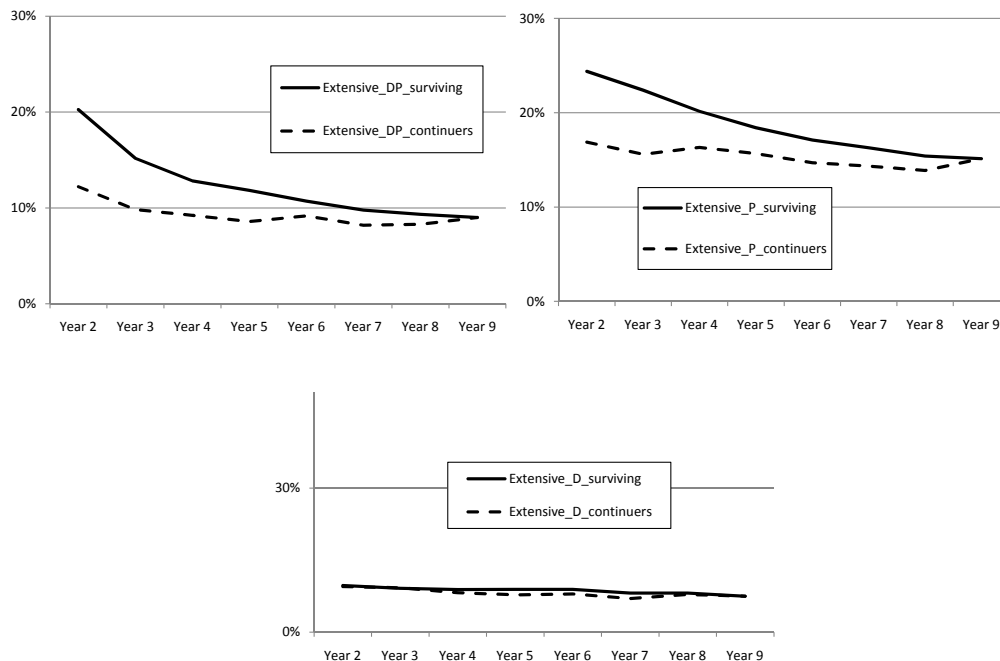 30%
20%
10%
0%
Extensive_DP_surviving
Extensive_DP_continuers
Year 2 Year 3 Year 4 Year 5 Year 6 Year 7 Year 8 Year 9
30%
20%
10%
0%
Extensive_P_surviving
Extensive_P_continuers
Year 2 Year 3 Year 4 Year 5 Year 6 Year 7 Year 8 Year 9
30%
0%
Extensive_D_surviving
Extensive_D_continuers
Year 2 Year 3 Year 4 Year 5 Year 6 Year 7 Year 8 Year 9